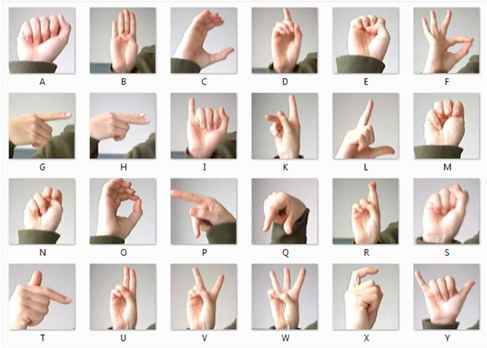 A B C D E F
G H I K L M
N O P Q R S
T U V W X Y